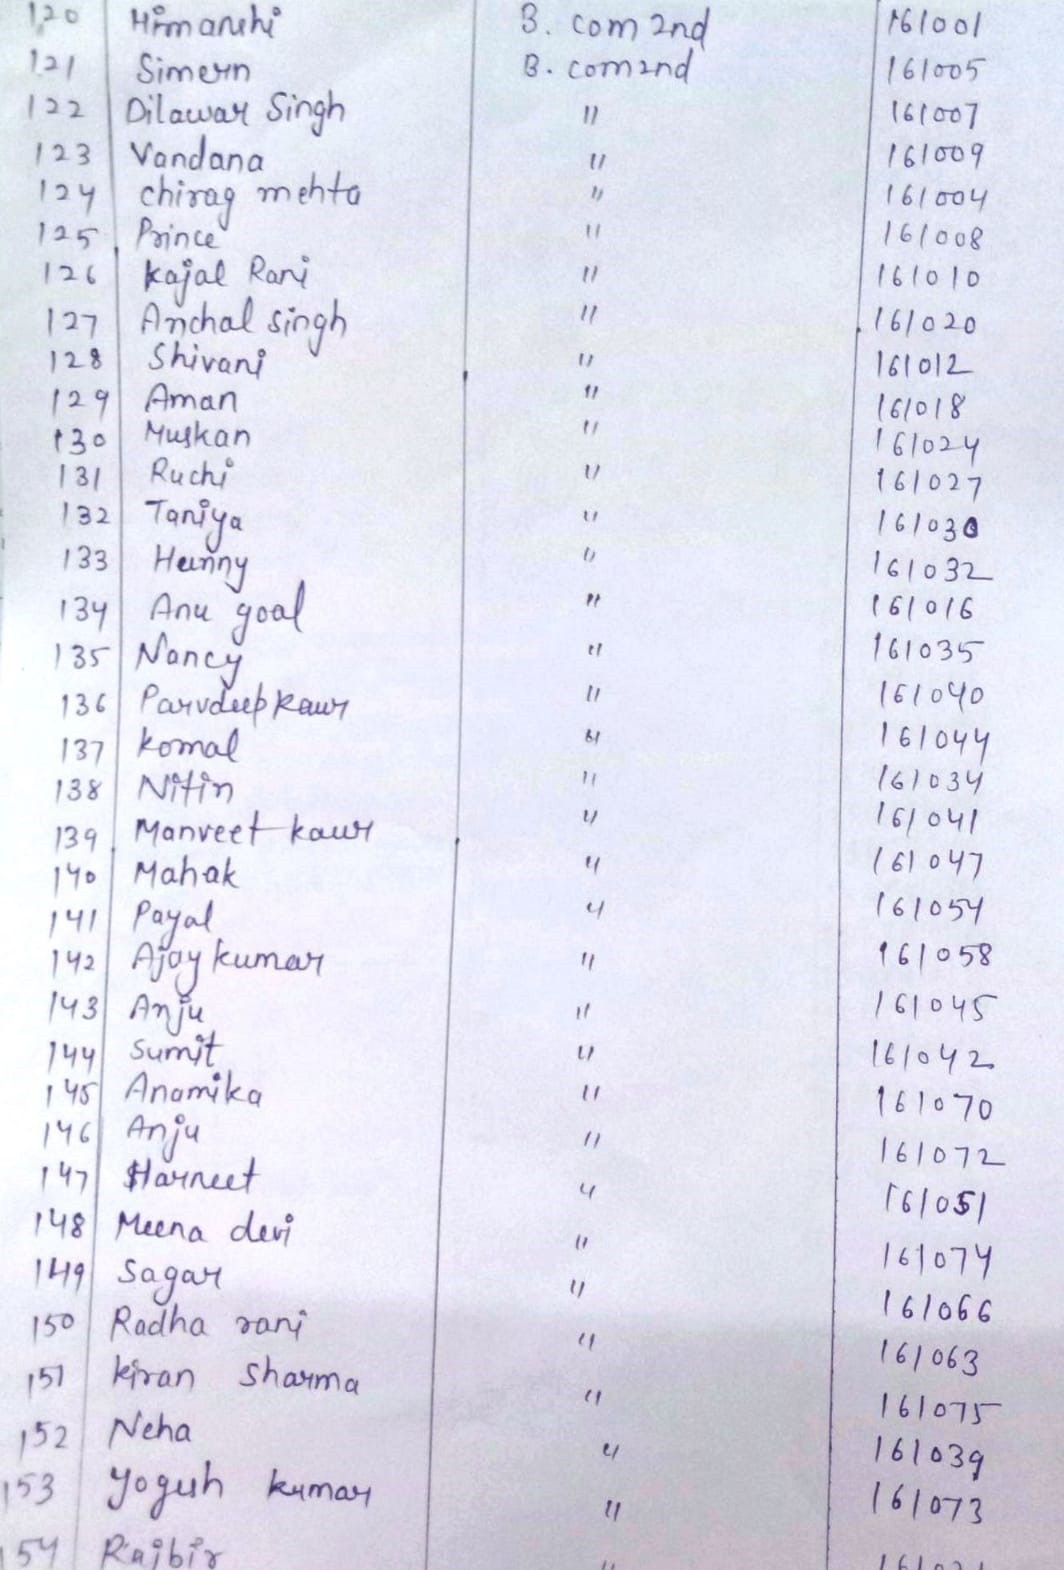 120 Himanshi B. com 2nd 161001
121 Simern B. com 2nd 161005
122 Dilawar Singh " 161007
123 Vandana " 161009
124 chirag mehta " 161004
125 Prince " 161008
126 Kajal Rani " 161010
127 Anchal singh " 161020
128 Shivani " 161012
129 Aman " 161018
130 Muskan " 161024
131 Ruchi " 161027
132 Taniya " 161030
133 Hunny " 161032
134 Anu goal " 161016
135 Nancy " 161035
136 Parvdeep kaur " 161040
137 Komal " 161044
138 Nitin " 161034
139 Manveet kaur " 161041
140 Mahak " 161047
141 Payal " 161054
142 Ajay kumar " 161058
143 Anju " 161045
144 Sumit " 161042
145 Anamika " 161070
146 Anju " 161072
147 Harneet " 161051
148 Meena devi " 161074
149 Sagar " 161066
150 Radha rani " 161063
151 Kiran Sharma " 161075
152 Neha " 161039
153 Yogesh kumar " 161073
154 Rajbir "